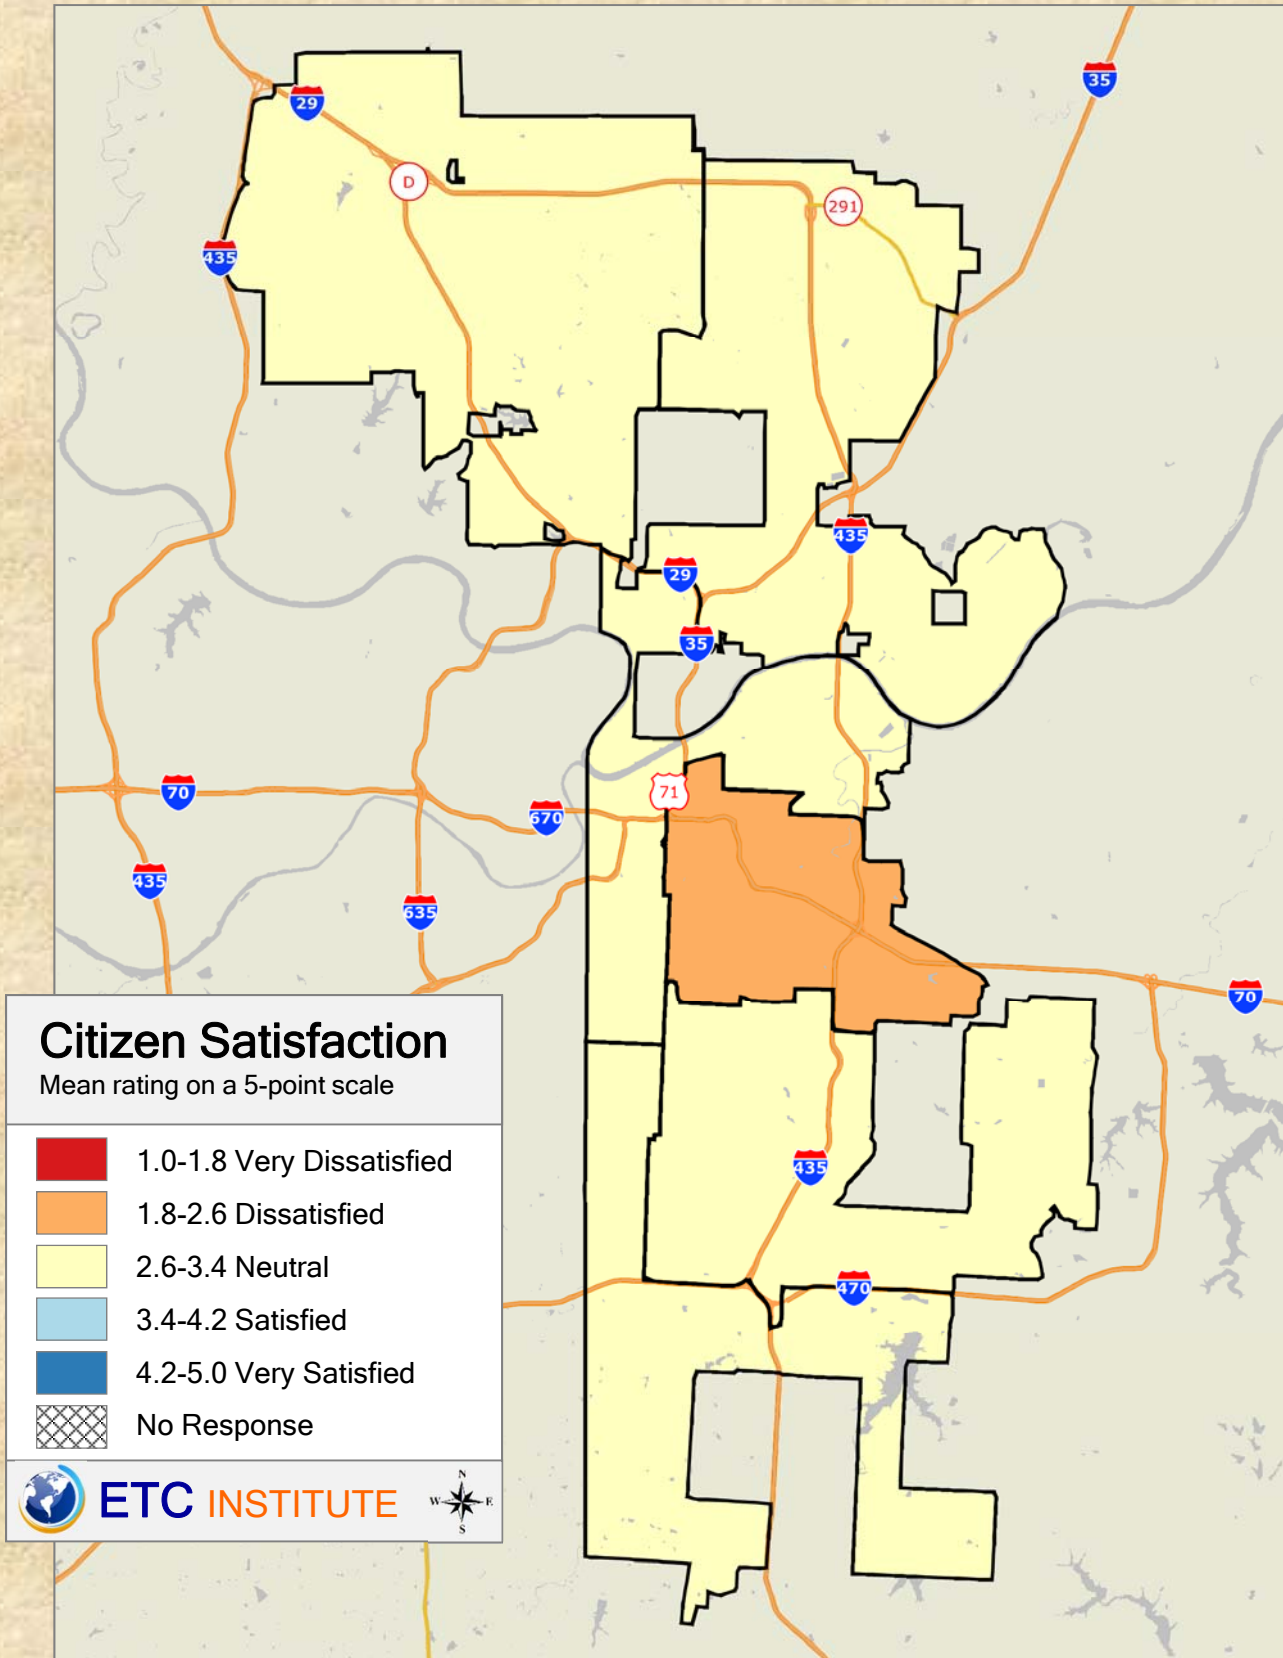 35
29
D
291
435
435
29
35
70
71
670
435
635
70
Citizen Satisfaction
Mean rating on a 5-point scale
1.0-1.8 Very Dissatisfied
1.8-2.6 Dissatisfied
2.6-3.4 Neutral
3.4-4.2 Satisfied
4.2-5.0 Very Satisfied
No Response
435
470
ETC INSTITUTE
N
W E
S